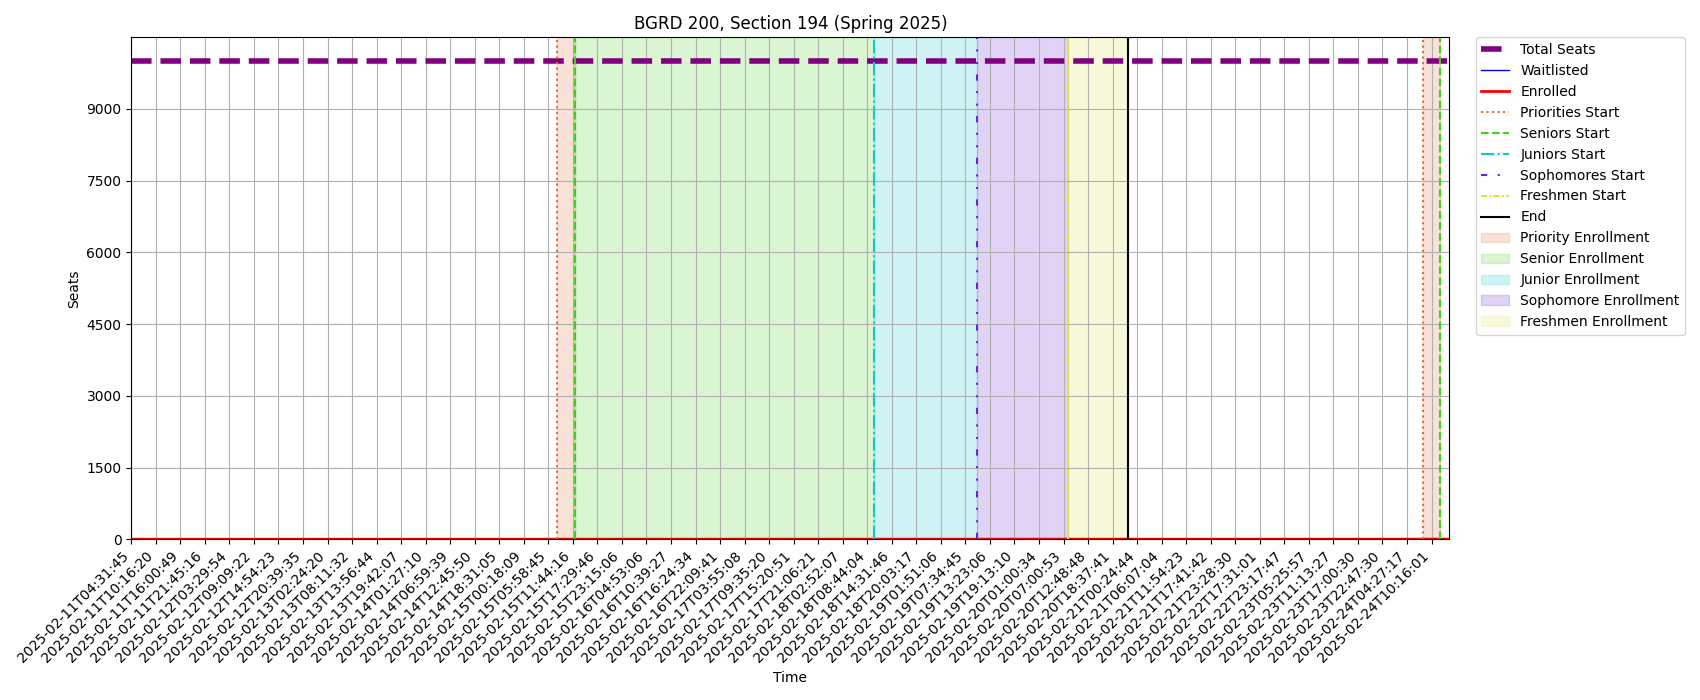 BGRD 200, Section 194 (Spring 2025)
Total Seats
Waitlisted
Enrolled
Priorities Start
Seniors Start
Juniors Start
Sophomores Start
Freshmen Start
End
Priority Enrollment
Senior Enrollment
Junior Enrollment
Sophomore Enrollment
Freshmen Enrollment
Seats
9000
7500
6000
4500
3000
1500
0
2025-02-11T04:31:45
2025-02-11T10:16:20
2025-02-11T16:00:49
2025-02-11T21:45:16
2025-02-12T03:29:54
2025-02-12T09:09:22
2025-02-12T14:54:23
2025-02-12T20:39:35
2025-02-13T02:24:20
2025-02-13T08:11:32
2025-02-13T13:56:44
2025-02-13T19:42:07
2025-02-14T01:27:10
2025-02-14T06:59:39
2025-02-14T12:45:50
2025-02-14T18:31:05
2025-02-15T00:18:09
2025-02-15T05:58:45
2025-02-15T11:44:16
2025-02-15T17:29:46
2025-02-15T23:15:06
2025-02-16T04:53:06
2025-02-16T10:39:27
2025-02-16T16:24:34
2025-02-16T22:09:41
2025-02-17T03:55:08
2025-02-17T09:35:20
2025-02-17T15:20:51
2025-02-17T21:06:21
2025-02-18T02:52:07
2025-02-18T08:44:04
2025-02-18T14:31:46
2025-02-18T20:03:17
2025-02-19T01:51:06
2025-02-19T07:34:45
2025-02-19T13:23:06
2025-02-19T19:13:10
2025-02-20T01:00:34
2025-02-20T07:00:53
2025-02-20T12:48:48
2025-02-20T18:37:41
2025-02-21T00:24:44
2025-02-21T06:07:04
2025-02-21T11:54:23
2025-02-21T17:41:42
2025-02-21T23:28:30
2025-02-22T17:31:01
2025-02-22T23:17:47
2025-02-23T05:25:57
2025-02-23T11:13:27
2025-02-23T17:00:30
2025-02-23T22:47:30
2025-02-24T04:27:17
2025-02-24T10:16:01
Time